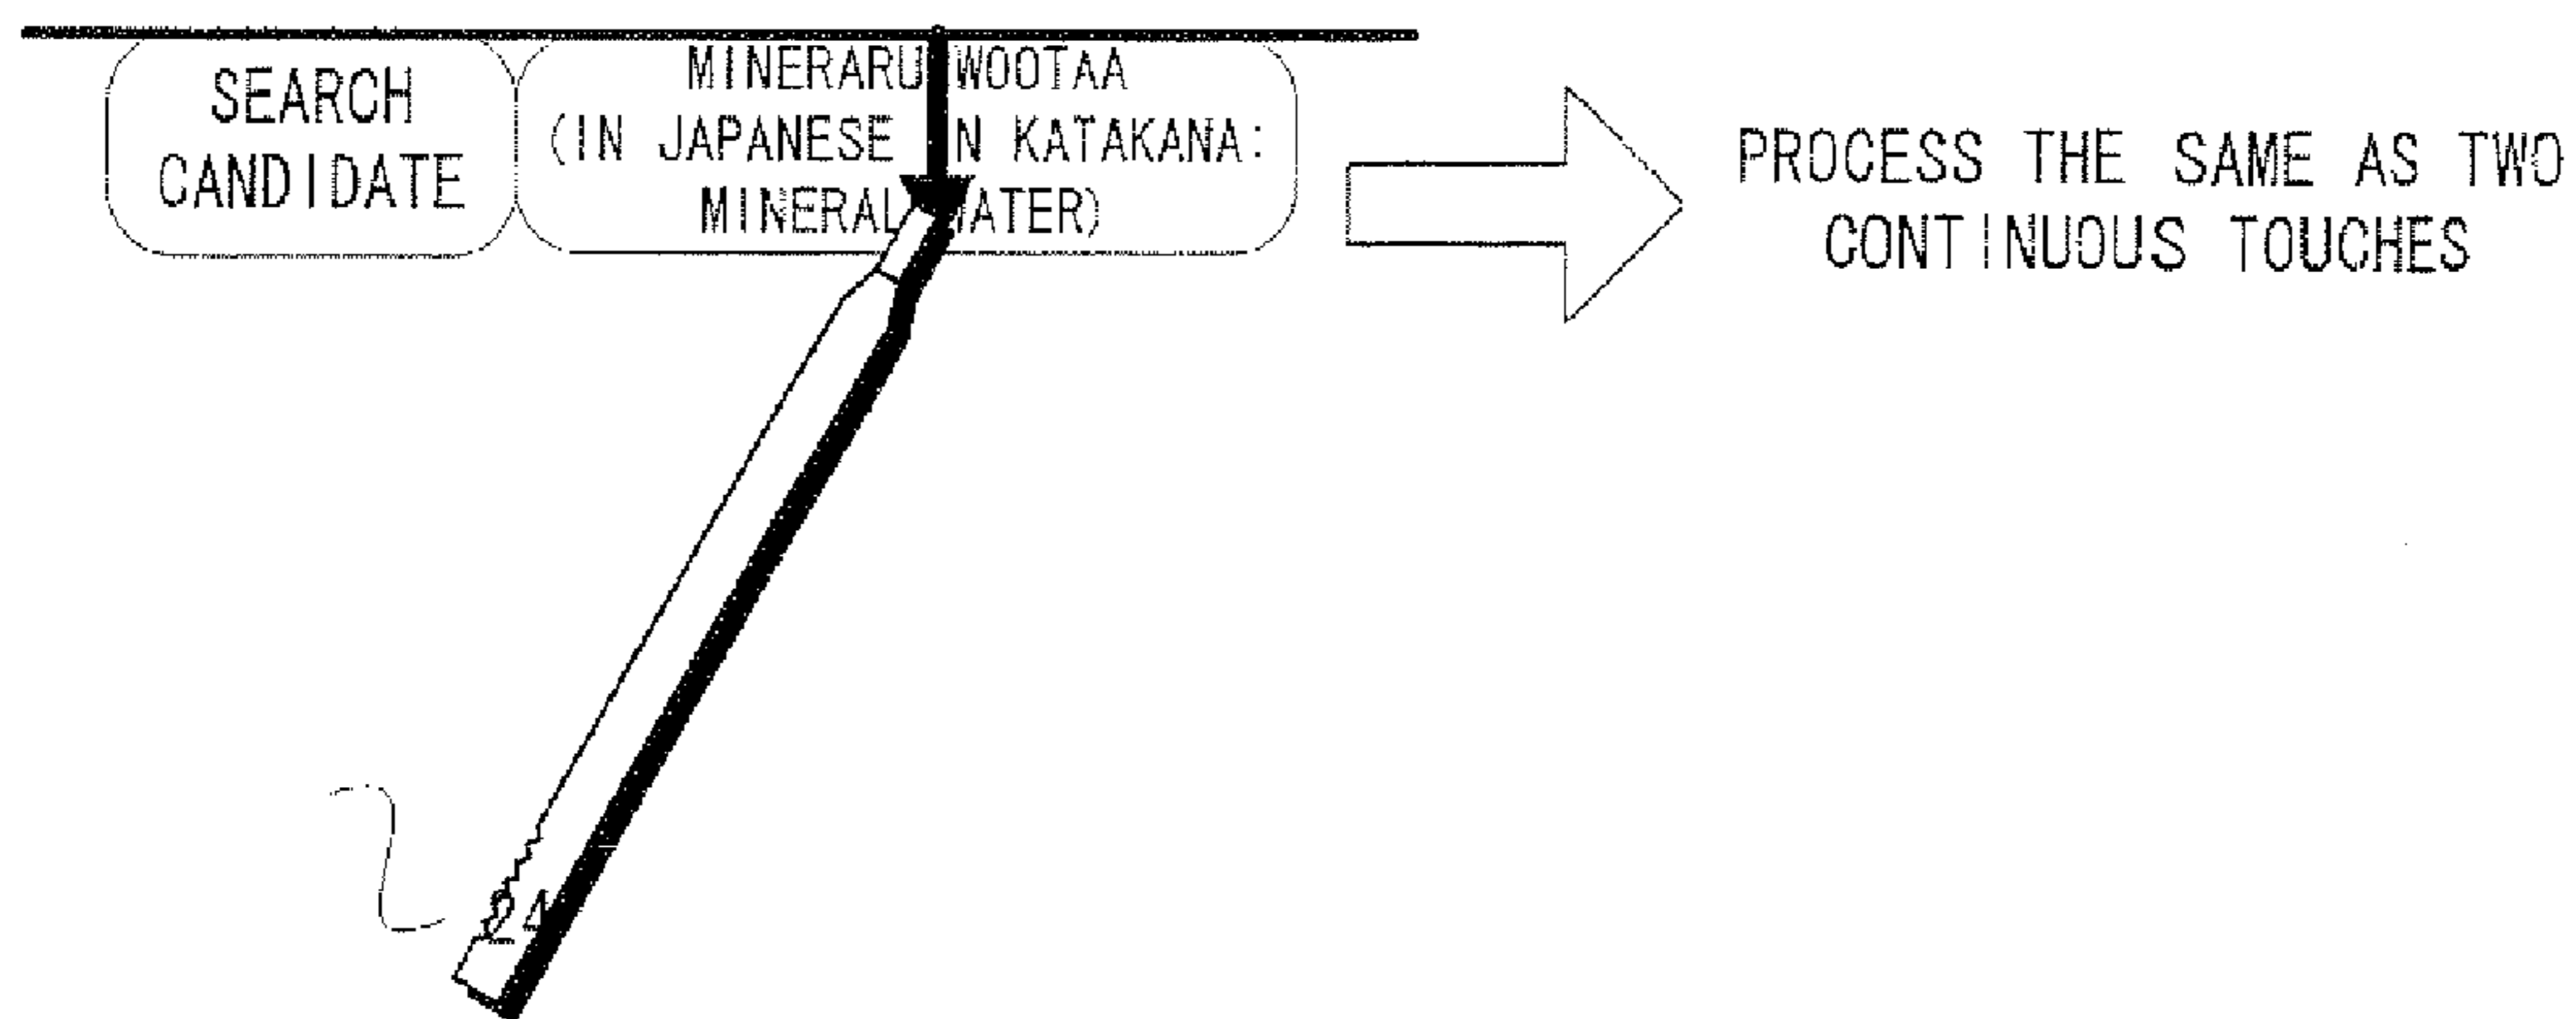 SEARCH
CANDIDATE
MINERARU WOOTAA
(IN JAPANESE IN KATAKANA:
MINERAL WATER)
PROCESS THE SAME AS TWO
CONTINUOUS TOUCHES
24